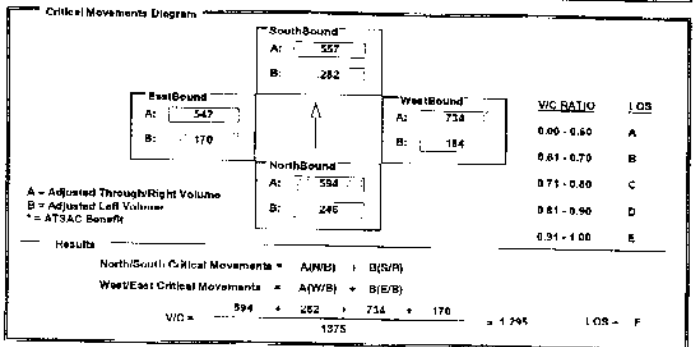 Critical Movements Diagram
SouthBound
A: 557
B: 282
EastBound
A: 547
B: 170
WestBound
A: 734
B: 184
NorthBound
A: 594
B: 246
V/C RATIO LOS
0.00 - 0.60 A
0.61 - 0.70 B
0.71 - 0.80 C
0.81 - 0.90 D
0.91 - 1.00 E
A = Adjusted Through/Right Volume
B = Adjusted Left Volume
* = ATSAC Benefit
Results
North/South Critical Movements = A(N/B) + B(S/B)
West/East Critical Movements = A(W/B) + B(E/B)
V/C = 594 + 282 + 734 + 170 = 1.295 LOS = F
1375